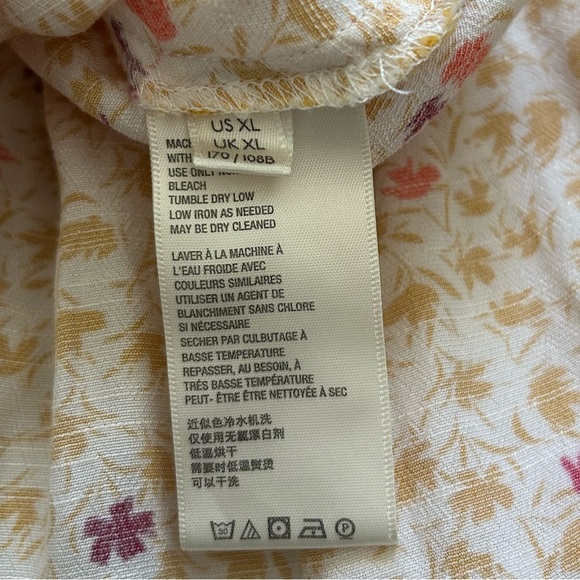 US XL
UK XL
170 / 108B
WITH
USE ONLY
BLEACH
TUMBLE DRY LOW
LOW IRON AS NEEDED
MAY BE DRY CLEANED
LAVER À LA MACHINE À
L'EAU FROIDE AVEC
COULEURS SIMILAIRES
UTILISER UN AGENT DE
BLANCHIMENT SANS CHLORE
SI NÉCESSAIRE
SECHER PAR CULBUTAGE À
BASSE TEMPERATURE
REPASSER, AU BESOIN, À
TRÉS BASSE TEMPÉRATURE
PEUT- ÊTRE ÊTRE NETTOYÉE À SEC
近似色冷水机洗
仅使用无氯漂白剂
低温烘干
需要时低温熨烫
可以干洗
30 P